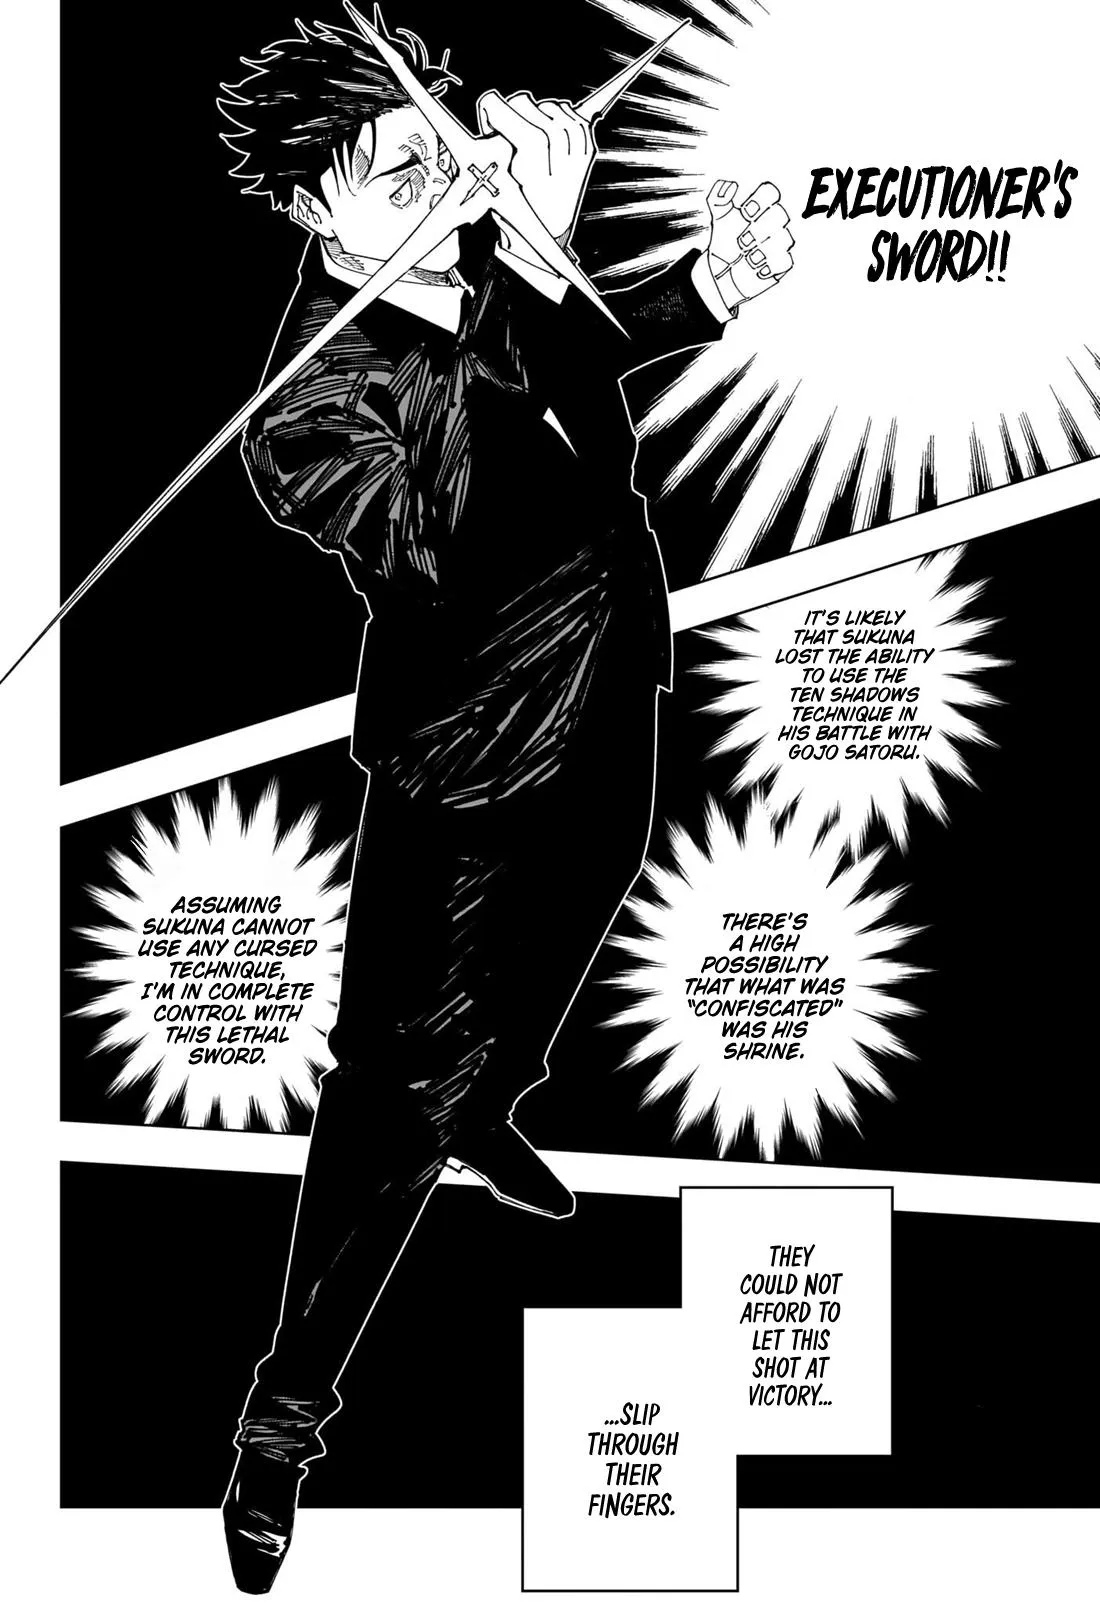 EXECUTIONER'S
SWORD!!
IT'S LIKELY
THAT SUKUNA
LOST THE ABILITY
TO USE THE
TEN SHADOWS
TECHNIQUE IN
HIS BATTLE WITH
GOJO SATORU.
THERE'S
A HIGH
POSSIBILITY
THAT WHAT WAS
"CONFISCATED"
WAS HIS
SHRINE.
ASSUMING
SUKUNA CANNOT
USE ANY CURSED
TECHNIQUE,
I'M IN COMPLETE
CONTROL WITH
THIS LETHAL
SWORD.
THEY
COULD NOT
AFFORD TO
LET THIS
SHOT AT
VICTORY...
...SLIP
THROUGH
THEIR
FINGERS.